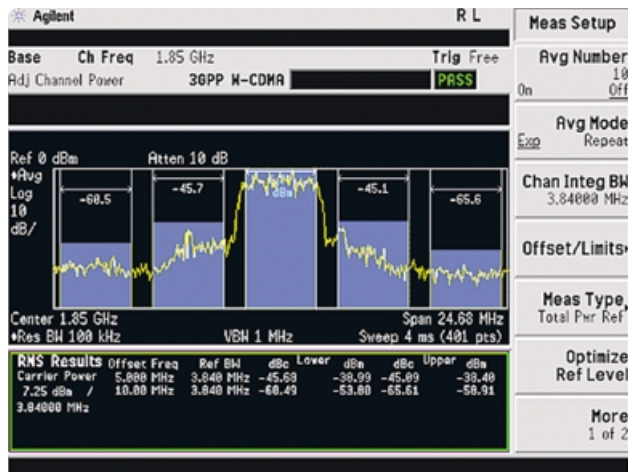 Agilent
R L
Meas Setup
Base Ch Freq 1.85 GHz Trig Free
Adj Channel Power 3GPP W-CDMA PASS
Avg Number
10
On Off
Avg Mode
Exp Repeat
Chan Integ BW
3.84000 MHz
Offset/Limits
Meas Type
Total Pwr Ref
Optimize
Ref Level
More
1 of 2
Ref 0 dBm Atten 10 dB
Avg
Log
10
dB/
-60.5
-45.7
dBm
-45.1
-65.6
Center 1.85 GHz Span 24.68 MHz
Res BW 100 kHz VBW 1 MHz Sweep 4 ms (401 pts)
RMS Results Offset Freq Ref BW dBc Lower dBm dBc Upper dBm
Carrier Power 5.000 MHz 3.840 MHz -45.68 -38.99 -45.09 -38.40
7.25 dBm / 10.00 MHz 3.840 MHz -60.49 -53.80 -65.61 -58.91
3.84000 MHz